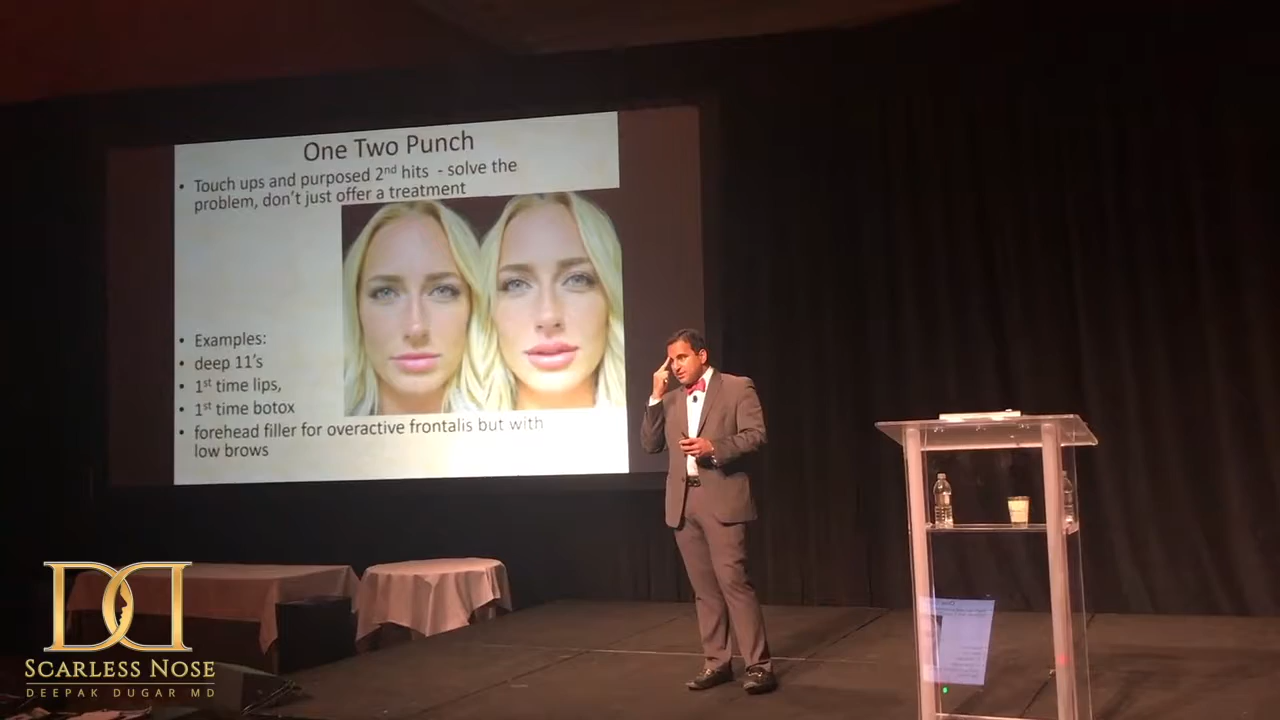 One Two Punch
• Touch ups and purposed 2nd hits - solve the
problem, don't just offer a treatment
• Examples:
• deep 11's
• 1st time lips,
• 1st time botox
• forehead filler for overactive frontalis but with
low brows
DD
SCARLESS NOSE
DEEPAK DUGAR MD